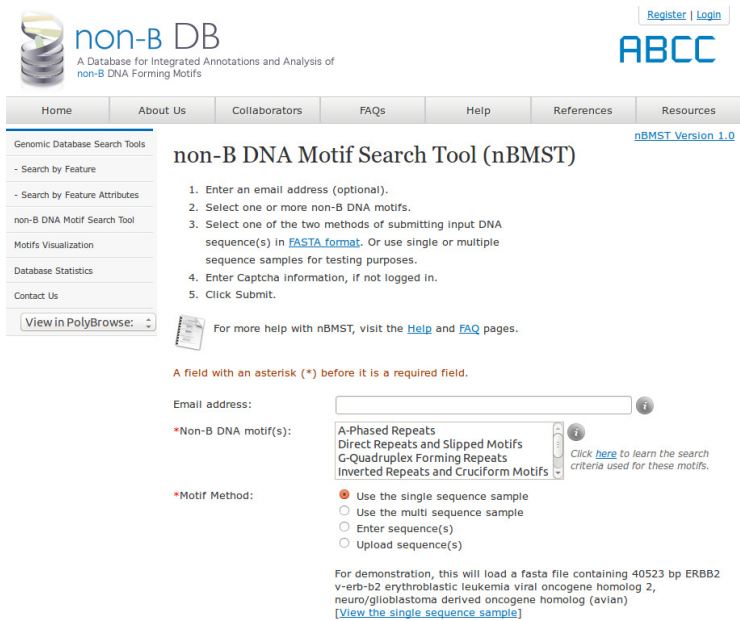 Register | Login
non-B DB
A Database for Integrated Annotations and Analysis of
non-B DNA Forming Motifs
ABCC
Home About Us Collaborators FAQs Help References Resources
nBMST Version 1.0
Genomic Database Search Tools
- Search by Feature
- Search by Feature Attributes
non-B DNA Motif Search Tool
Motifs Visualization
Database Statistics
Contact Us
View in PolyBrowse:
non-B DNA Motif Search Tool (nBMST)
1. Enter an email address (optional).
2. Select one or more non-B DNA motifs.
3. Select one of the two methods of submitting input DNA
sequence(s) in FASTA format. Or use single or multiple
sequence samples for testing purposes.
4. Enter Captcha information, if not logged in.
5. Click Submit.
For more help with nBMST, visit the Help and FAQ pages.
A field with an asterisk (*) before it is a required field.
Email address:
*Non-B DNA motif(s):
A-Phased Repeats
Direct Repeats and Slipped Motifs
G-Quadruplex Forming Repeats
Inverted Repeats and Cruciform Motifs
Click here to learn the search
criteria used for these motifs.
*Motif Method:
Use the single sequence sample
Use the multi sequence sample
Enter sequence(s)
Upload sequence(s)
For demonstration, this will load a fasta file containing 40523 bp ERBB2
v-erb-b2 erythroblastic leukemia viral oncogene homolog 2,
neuro/glioblastoma derived oncogene homolog (avian)
[View the single sequence sample]